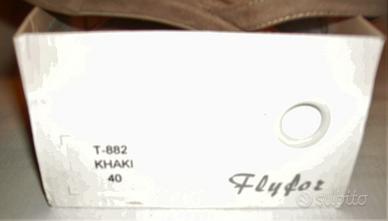 T-882
KHAKI
40
Flyfor
subito